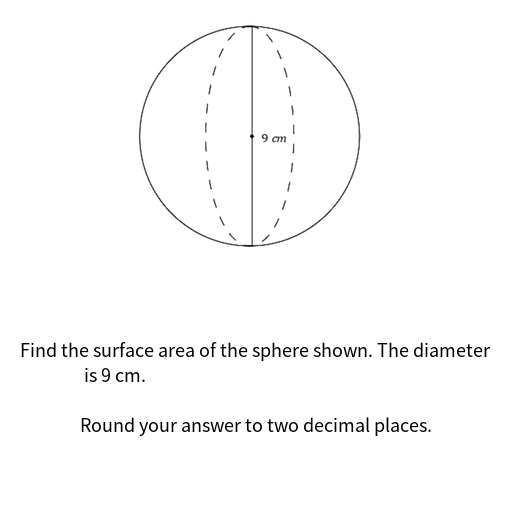 9 cm
Find the surface area of the sphere shown. The diameter
is 9 cm.
Round your answer to two decimal places.